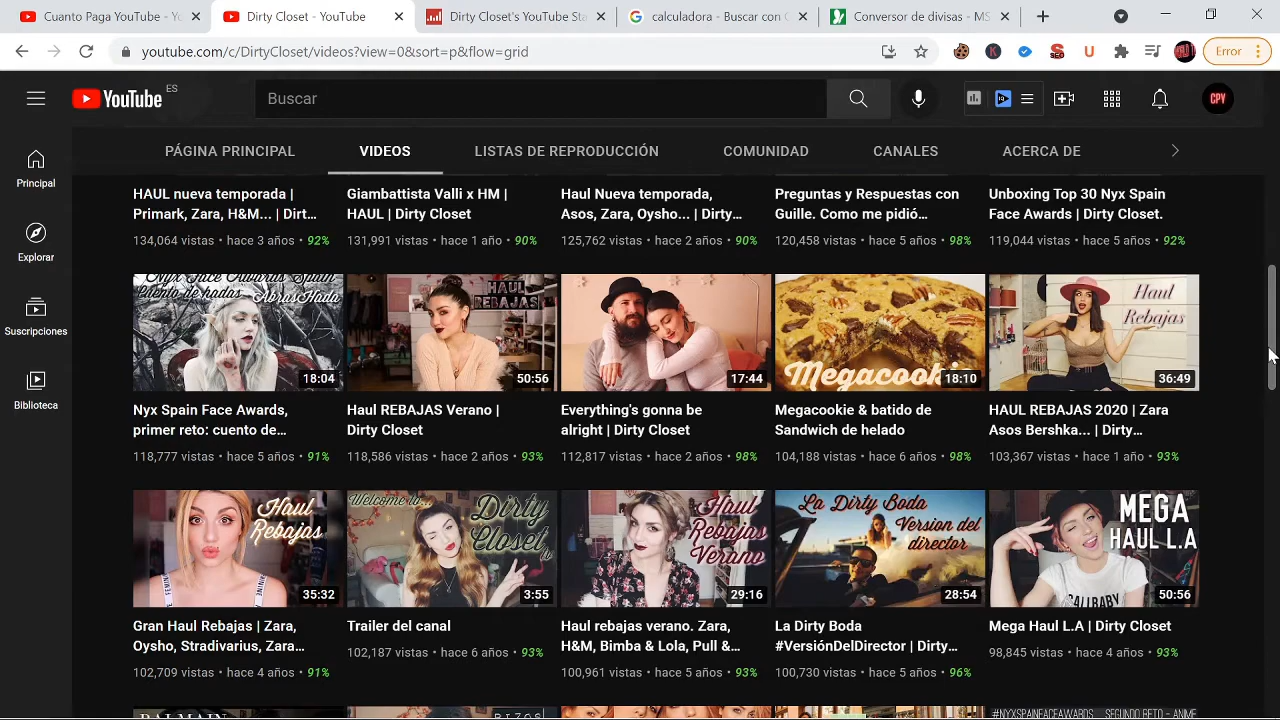 Cuanto Paga YouTube - Yo
Dirty Closet - YouTube
Dirty Closet's YouTube Sta
calculadora - Buscar con G
Conversor de divisas - MS
youtube.com/c/DirtyCloset/videos?view=0&sort=p&flow=grid
K
SEO
U
Error
YouTube ES
Buscar
CPY
PÁGINA PRINCIPAL
VIDEOS
LISTAS DE REPRODUCCIÓN
COMUNIDAD
CANALES
ACERCA DE
Principal
Explorar
Suscripciones
Biblioteca
HAUL nueva temporada |
Primark, Zara, H&M... | Dirt...
134,064 vistas • hace 3 años • 92%
Giambattista Valli x HM |
HAUL | Dirty Closet
131,991 vistas • hace 1 año • 90%
Haul Nueva temporada,
Asos, Zara, Oysho... | Dirty...
125,762 vistas • hace 2 años • 90%
Preguntas y Respuestas con
Guille. Como me pidió...
120,458 vistas • hace 5 años • 98%
Unboxing Top 30 Nyx Spain
Face Awards | Dirty Closet.
119,044 vistas • hace 5 años • 92%
Nyx Face Awards Spain
cuento de hadas
18:04
Nyx Spain Face Awards,
primer reto: cuento de...
118,777 vistas • hace 5 años • 91%
HAUL
REBAJAS
50:56
Haul REBAJAS Verano |
Dirty Closet
118,586 vistas • hace 2 años • 93%
17:44
Everything's gonna be
alright | Dirty Closet
112,817 vistas • hace 2 años • 98%
Megacookie
18:10
Megacookie & batido de
Sandwich de helado
104,188 vistas • hace 6 años • 98%
Haul
Rebajas
36:49
HAUL REBAJAS 2020 | Zara
Asos Bershka... | Dirty...
103,367 vistas • hace 1 año • 93%
Haul
Rebajas
35:32
Gran Haul Rebajas | Zara,
Oysho, Stradivarius, Zara...
102,709 vistas • hace 4 años • 91%
Welcome to...
Dirty
Closet
3:55
Trailer del canal
102,187 vistas • hace 6 años • 93%
Haul
Rebajas
Verano
29:16
Haul rebajas verano. Zara,
H&M, Bimba & Lola, Pull &...
100,961 vistas • hace 5 años • 93%
La Dirty Boda
Version del
director
28:54
La Dirty Boda
#VersiónDelDirector | Dirty...
100,730 vistas • hace 5 años • 96%
MEGA
HAUL L.A
CALLBABY
50:56
Mega Haul L.A | Dirty Closet
98,845 vistas • hace 4 años • 93%
BALMAIN
#NYXSPAINFACEAWARDS SEGUNDO RETO - ANIME